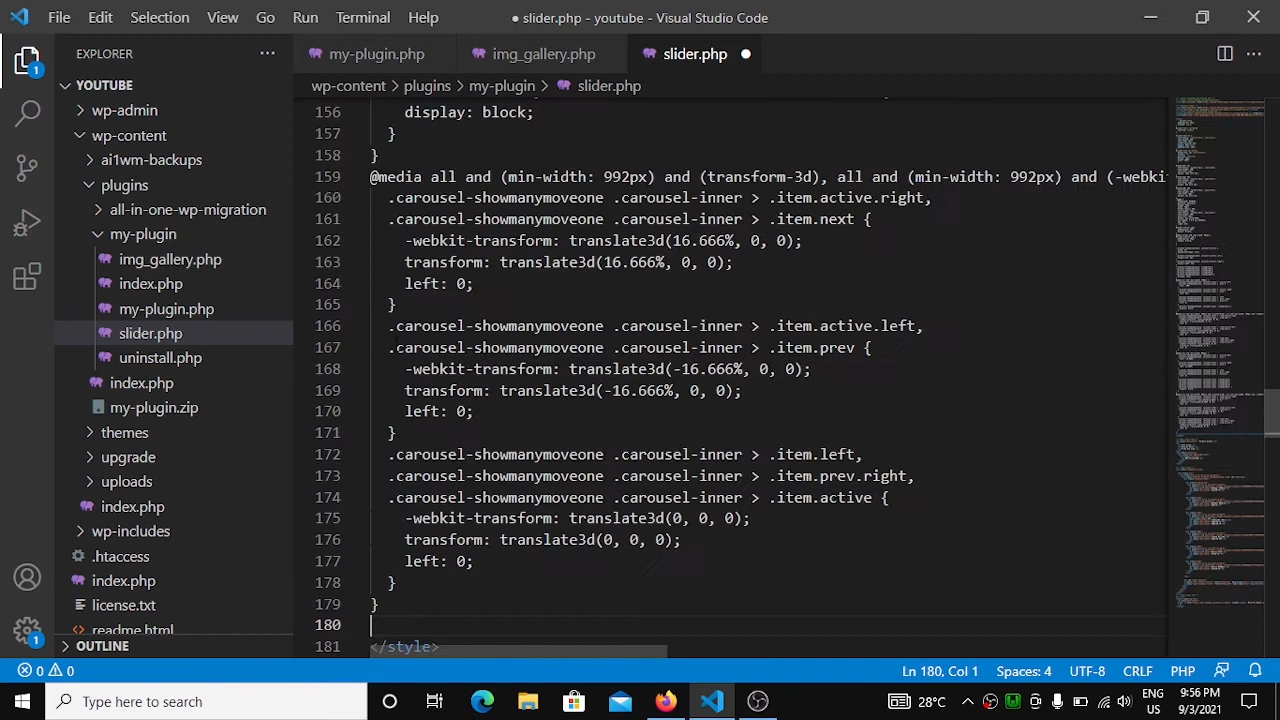 File Edit Selection View Go Run Terminal Help
● slider.php - youtube - Visual Studio Code
EXPLORER
my-plugin.php
img_gallery.php
slider.php
YOUTUBE
wp-content > plugins > my-plugin > slider.php
wp-admin
wp-content
ai1wm-backups
plugins
all-in-one-wp-migration
my-plugin
img_gallery.php
index.php
my-plugin.php
slider.php
uninstall.php
index.php
my-plugin.zip
themes
upgrade
uploads
index.php
wp-includes
.htaccess
index.php
license.txt
readme.html
OUTLINE
156 display: block;
157 }
158 }
159 @media all and (min-width: 992px) and (transform-3d), all and (min-width: 992px) and (-webkit
160 .carousel-showmanymoveone .carousel-inner > .item.active.right,
161 .carousel-showmanymoveone .carousel-inner > .item.next {
162 -webkit-transform: translate3d(16.666%, 0, 0);
163 transform: translate3d(16.666%, 0, 0);
164 left: 0;
165 }
166 .carousel-showmanymoveone .carousel-inner > .item.active.left,
167 .carousel-showmanymoveone .carousel-inner > .item.prev {
168 -webkit-transform: translate3d(-16.666%, 0, 0);
169 transform: translate3d(-16.666%, 0, 0);
170 left: 0;
171 }
172 .carousel-showmanymoveone .carousel-inner > .item.left,
173 .carousel-showmanymoveone .carousel-inner > .item.prev.right,
174 .carousel-showmanymoveone .carousel-inner > .item.active {
175 -webkit-transform: translate3d(0, 0, 0);
176 transform: translate3d(0, 0, 0);
177 left: 0;
178 }
179 }
180
181 </style>
1
1
0 0
Ln 180, Col 1 Spaces: 4 UTF-8 CRLF PHP
Type here to search
28°C
ENG
US
9:56 PM
9/3/2021